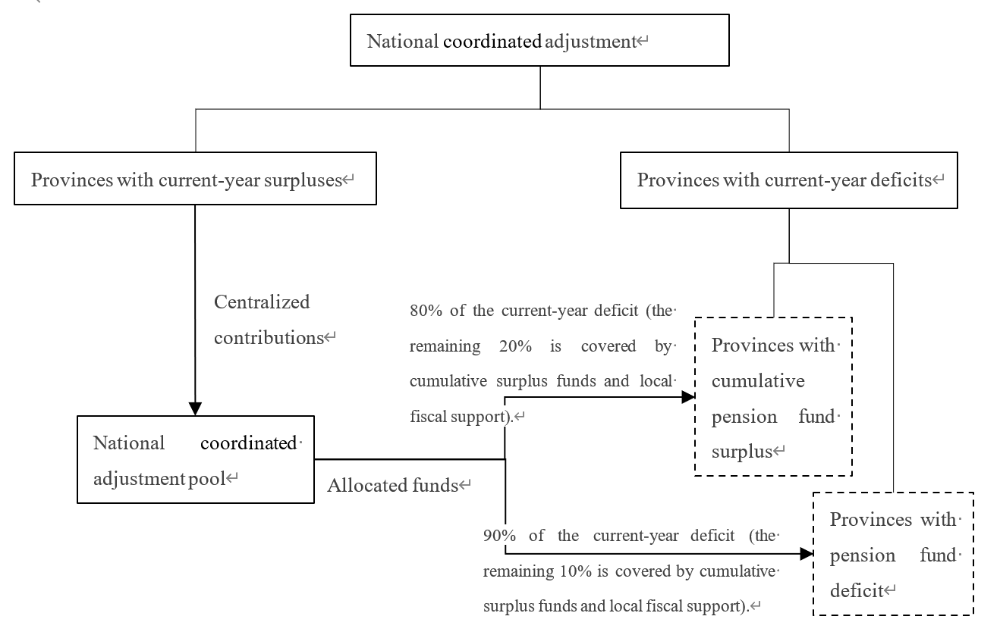 National coordinated adjustment↵
Provinces with current-year surpluses↵
Provinces with current-year deficits↵
Centralized
contributions↵
80% of the current-year deficit (the
remaining 20% is covered by
cumulative surplus funds and local
fiscal support).↵
Provinces with
cumulative
pension fund
surplus↵
National coordinated
adjustment pool↵
Allocated funds↵
90% of the current-year deficit (the
remaining 10% is covered by cumulative
surplus funds and local fiscal support).↵
Provinces with
pension fund
deficit↵